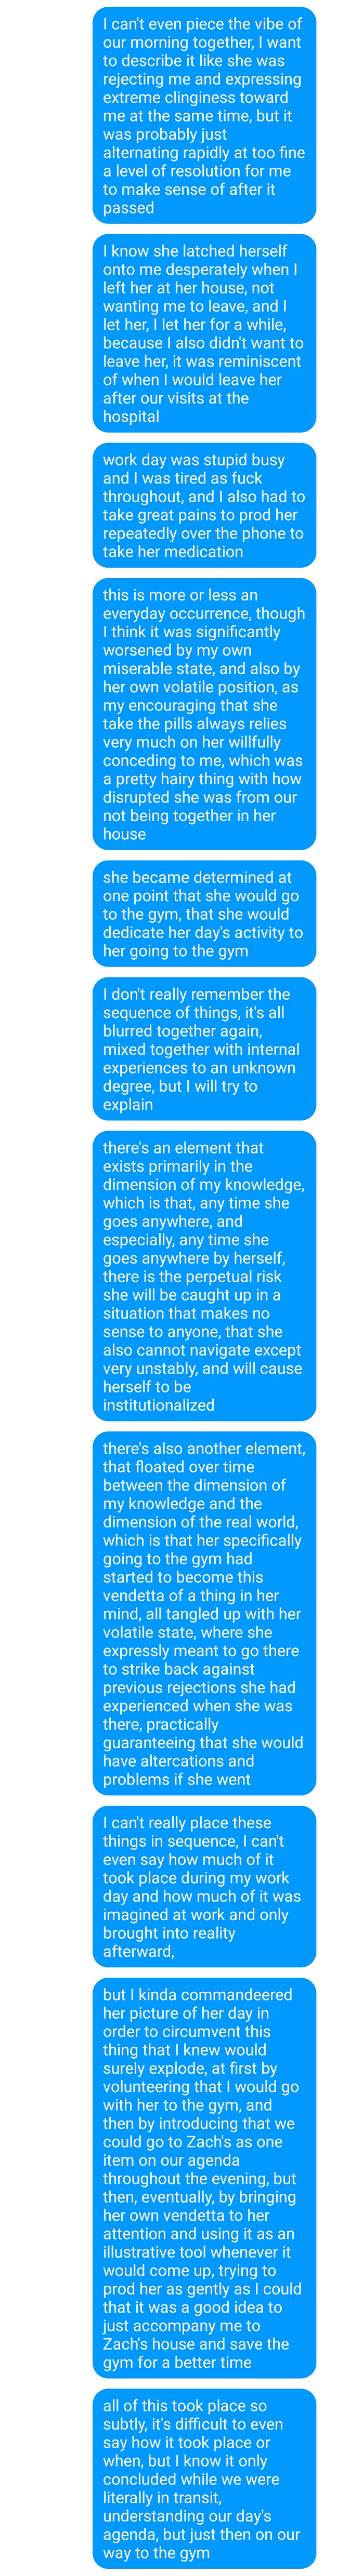 I can't even piece the vibe of
our morning together, I want
to describe it like she was
rejecting me and expressing
extreme clinginess toward
me at the same time, but it
was probably just
alternating rapidly at too fine
a level of resolution for me
to make sense of after it
passed
I know she latched herself
onto me desperately when I
left her at her house, not
wanting me to leave, and I
let her, I let her for a while,
because I also didn't want to
leave her, it was reminiscent
of when I would leave her
after our visits at the
hospital
work day was stupid busy
and I was tired as fuck
throughout, and I also had to
take great pains to prod her
repeatedly over the phone to
take her medication
this is more or less an
everyday occurrence, though
I think it was significantly
worsened by my own
miserable state, and also by
her own volatile position, as
my encouraging that she
take the pills always relies
very much on her willfully
conceding to me, which was
a pretty hairy thing with how
disrupted she was from our
not being together in her
house
she became determined at
one point that she would go
to the gym, that she would
dedicate her day's activity to
her going to the gym
I don't really remember the
sequence of things, it's all
blurred together again,
mixed together with internal
experiences to an unknown
degree, but I will try to
explain
there's an element that
exists primarily in the
dimension of my knowledge,
which is that, any time she
goes anywhere, and
especially, any time she
goes anywhere by herself,
there is the perpetual risk
she will be caught up in a
situation that makes no
sense to anyone, that she
also cannot navigate except
very unstably, and will cause
herself to be
institutionalized
there's also another element,
that floated over time
between the dimension of
my knowledge and the
dimension of the real world,
which is that her specifically
going to the gym had
started to become this
vendetta of a thing in her
mind, all tangled up with her
volatile state, where she
expressly meant to go there
to strike back against
previous rejections she had
experienced when she was
there, practically
guaranteeing that she would
have altercations and
problems if she went
I can't really place these
things in sequence, I can't
even say how much of it
took place during my work
day and how much of it was
imagined at work and only
brought into reality
afterward,
but I kinda commandeered
her picture of her day in
order to circumvent this
thing that I knew would
surely explode, at first by
volunteering that I would go
with her to the gym, and
then by introducing that we
could go to Zach's as one
item on our agenda
throughout the evening, but
then, eventually, by bringing
her own vendetta to her
attention and using it as an
illustrative tool whenever it
would come up, trying to
prod her as gently as I could
that it was a good idea to
just accompany me to
Zach's house and save the
gym for a better time
all of this took place so
subtly, it's difficult to even
say how it took place or
when, but I know it only
concluded while we were
literally in transit,
understanding our day's
agenda, but just then on our
way to the gym